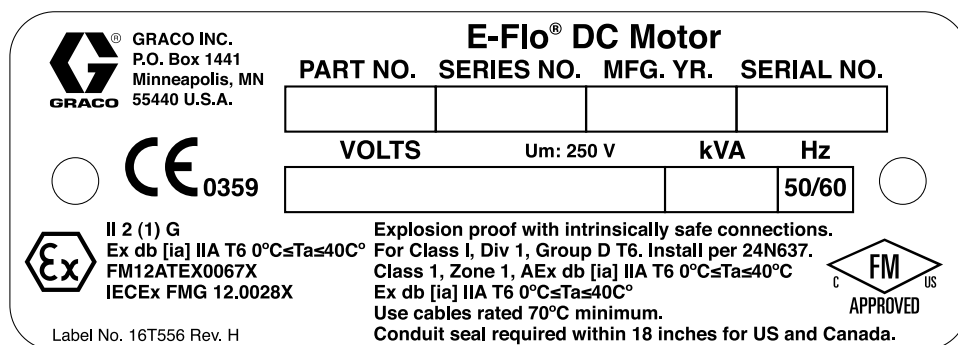 GRACO
®
GRACO INC.
P.O. Box 1441
Minneapolis, MN
55440 U.S.A.
E-Flo® DC Motor
PART NO. SERIES NO. MFG. YR. SERIAL NO.
VOLTS Um: 250 V kVA Hz
50/60
CE 0359
Ex
II 2 (1) G
Ex db [ia] IIA T6 0°C≤Ta≤40C°
FM12ATEX0067X
IECEx FMG 12.0028X
Label No. 16T556 Rev. H
Explosion proof with intrinsically safe connections.
For Class I, Div 1, Group D T6. Install per 24N637.
Class 1, Zone 1, AEx db [ia] IIA T6 0°C≤Ta≤40°C
Ex db [ia] IIA T6 0°C≤Ta≤40C°
Use cables rated 70°C minimum.
Conduit seal required within 18 inches for US and Canada.
FM
C US
APPROVED